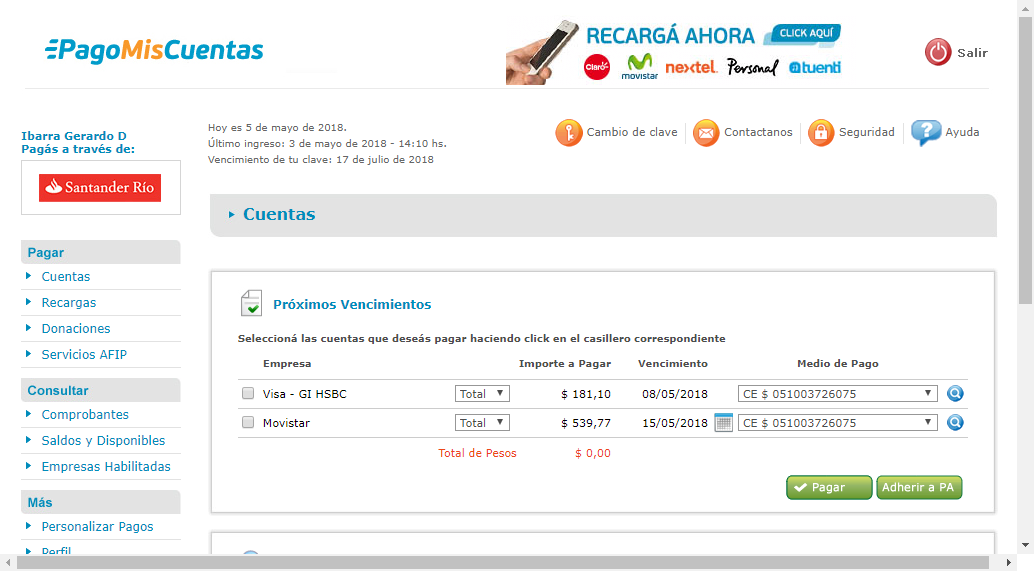 PagoMisCuentas
RECARGÁ AHORA
CLICK AQUÍ
Claro
movistar
nextel
Personal
tuenti
Salir
Ibarra Gerardo D
Pagás a través de:
Santander Río
Hoy es 5 de mayo de 2018.
Último ingreso: 3 de mayo de 2018 - 14:10 hs.
Vencimiento de tu clave: 17 de julio de 2018
Cambio de clave
Contactanos
Seguridad
Ayuda
Pagar
Cuentas
Recargas
Donaciones
Servicios AFIP
Consultar
Comprobantes
Saldos y Disponibles
Empresas Habilitadas
Más
Personalizar Pagos
Perfil
Cuentas
Próximos Vencimientos
Seleccioná las cuentas que deseás pagar haciendo click en el casillero correspondiente
Empresa Importe a Pagar Vencimiento Medio de Pago
Visa - GI HSBC Total $ 181,10 08/05/2018 CE $ 051003726075
Movistar Total $ 539,77 15/05/2018 CE $ 051003726075
Total de Pesos $ 0,00
Pagar Adherir a PA